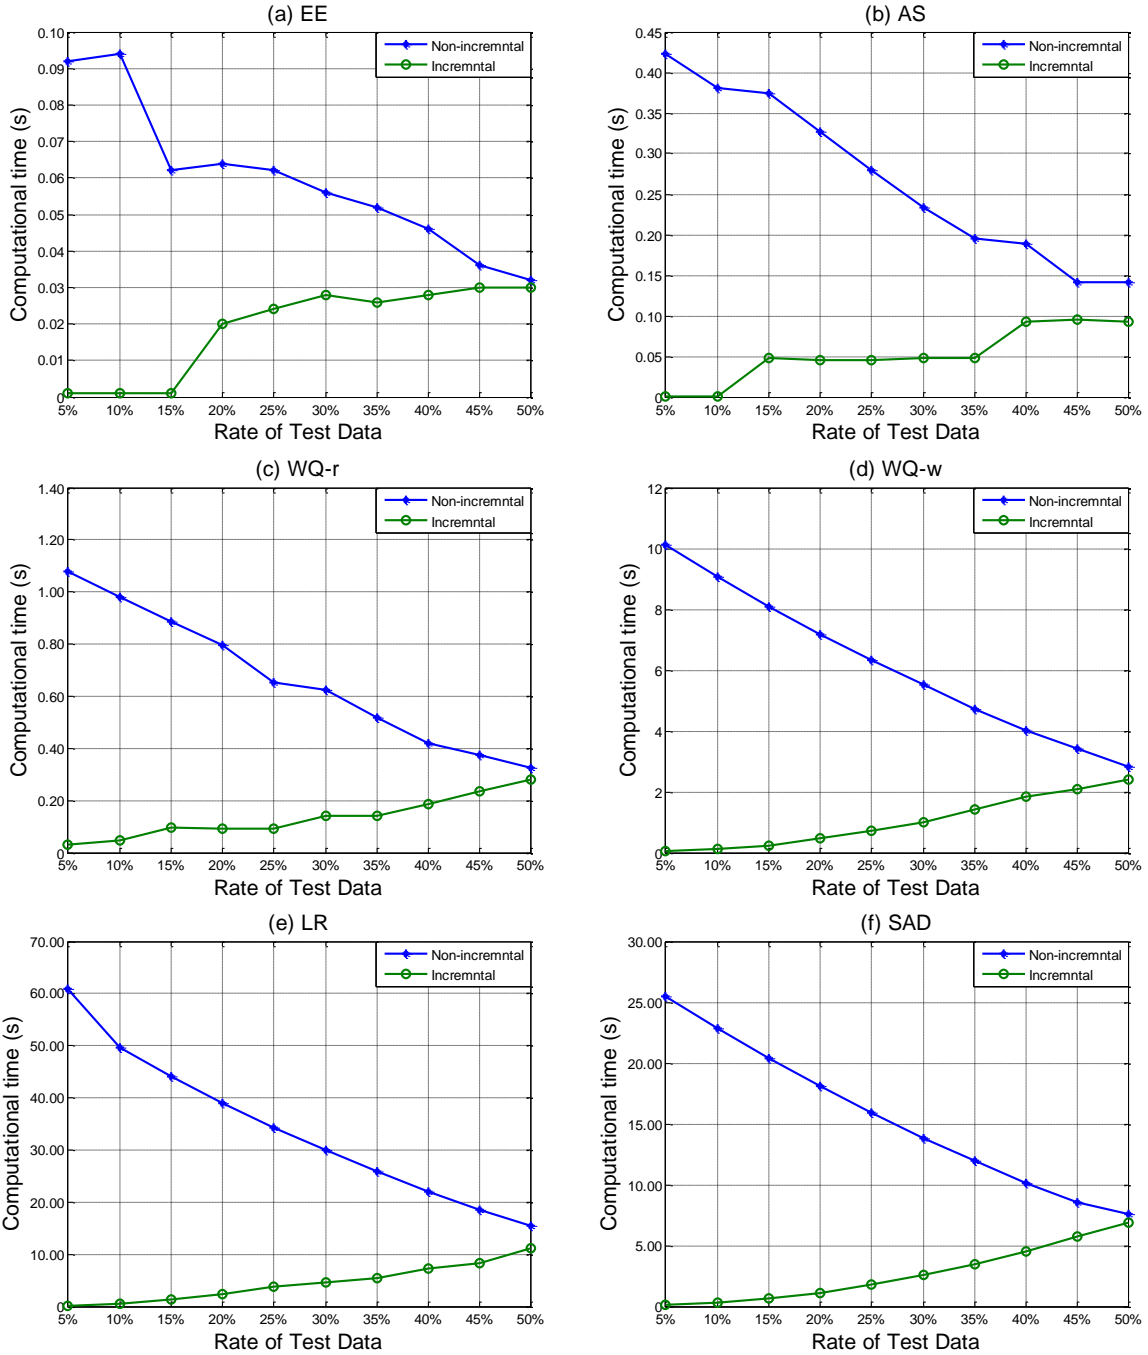 (a) EE
Computational time (s)
0.10
0.09
0.08
0.07
0.06
0.05
0.04
0.03
0.02
0.01
0
5% 10% 15% 20% 25% 30% 35% 40% 45% 50%
Rate of Test Data
Non-incremntal
Incremntal
(b) AS
Computational time (s)
0.45
0.40
0.35
0.30
0.25
0.20
0.15
0.10
0.05
0
5% 10% 15% 20% 25% 30% 35% 40% 45% 50%
Rate of Test Data
Non-incremntal
Incremntal
(c) WQ-r
Computational time (s)
1.40
1.20
1.00
0.80
0.60
0.40
0.20
0
5% 10% 15% 20% 25% 30% 35% 40% 45% 50%
Rate of Test Data
Non-incremntal
Incremntal
(d) WQ-w
Computational time (s)
12
10
8
6
4
2
0
5% 10% 15% 20% 25% 30% 35% 40% 45% 50%
Rate of Test Data
Non-incremntal
Incremntal
(e) LR
Computational time (s)
70.00
60.00
50.00
40.00
30.00
20.00
10.00
0
5% 10% 15% 20% 25% 30% 35% 40% 45% 50%
Rate of Test Data
Non-incremntal
Incremntal
(f) SAD
Computational time (s)
30.00
25.00
20.00
15.00
10.00
5.00
0
5% 10% 15% 20% 25% 30% 35% 40% 45% 50%
Rate of Test Data
Non-incremntal
Incremntal